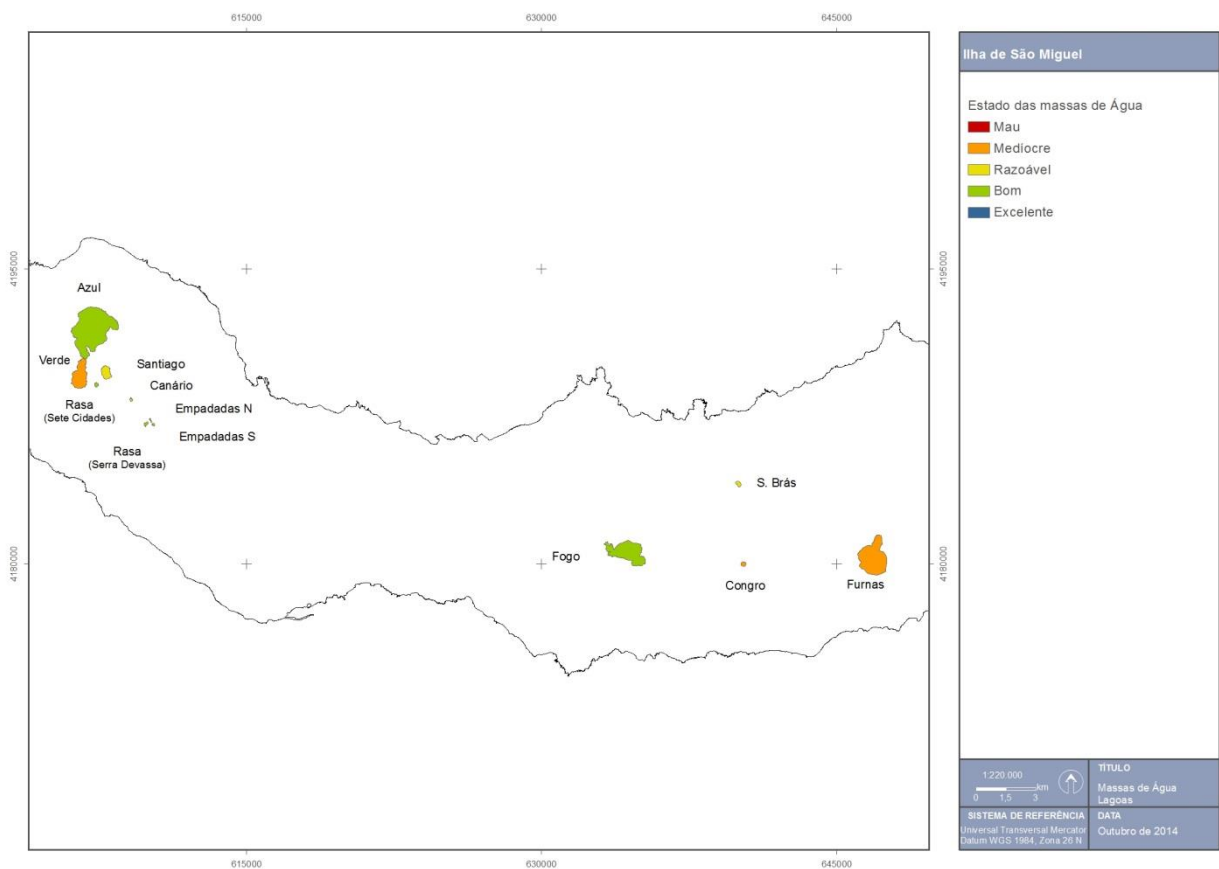 615000
630000
645000
4195000
4195000
4180000
4180000
615000
630000
645000
Azul
Verde
Santiago
Canário
Rasa
(Sete Cidades)
Empadadas N
Empadadas S
Rasa
(Serra Devassa)
S. Brás
Fogo
Congro
Furnas
Ilha de São Miguel
Estado das massas de Água
Mau
Medíocre
Razoável
Bom
Excelente
1:220.000
km
0 1,5 3
TÍTULO
Massas de Água
Lagoas
SISTEMA DE REFERÊNCIA
Universal Transversal Mercator
Datum WGS 1984, Zona 26 N
DATA
Outubro de 2014